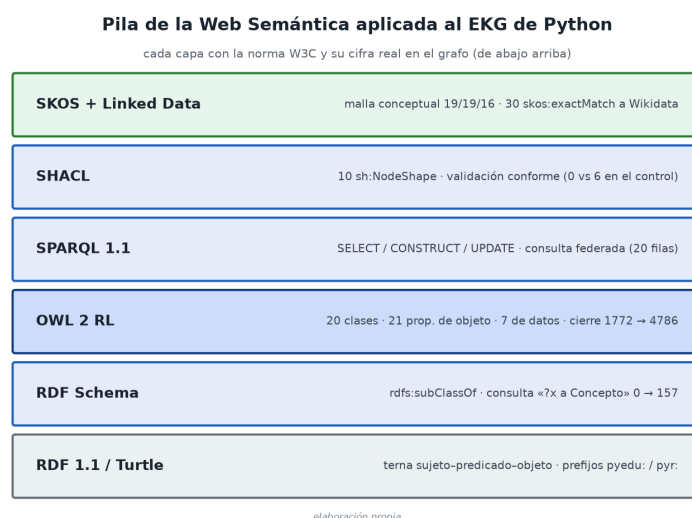 Pila de la Web Semántica aplicada al EKG de Python
cada capa con la norma W3C y su cifra real en el grafo (de abajo arriba)
SKOS + Linked Data malla conceptual 19/19/16 · 30 skos:exactMatch a Wikidata
SHACL 10 sh:NodeShape · validación conforme (0 vs 6 en el control)
SPARQL 1.1 SELECT / CONSTRUCT / UPDATE · consulta federada (20 filas)
OWL 2 RL 20 clases · 21 prop. de objeto · 7 de datos · cierre 1772 → 4786
RDF Schema rdfs:subClassOf · consulta «?x a Concepto» 0 → 157
RDF 1.1 / Turtle terna sujeto–predicado–objeto · prefijos pyedu: / pyr:
elaboración propia